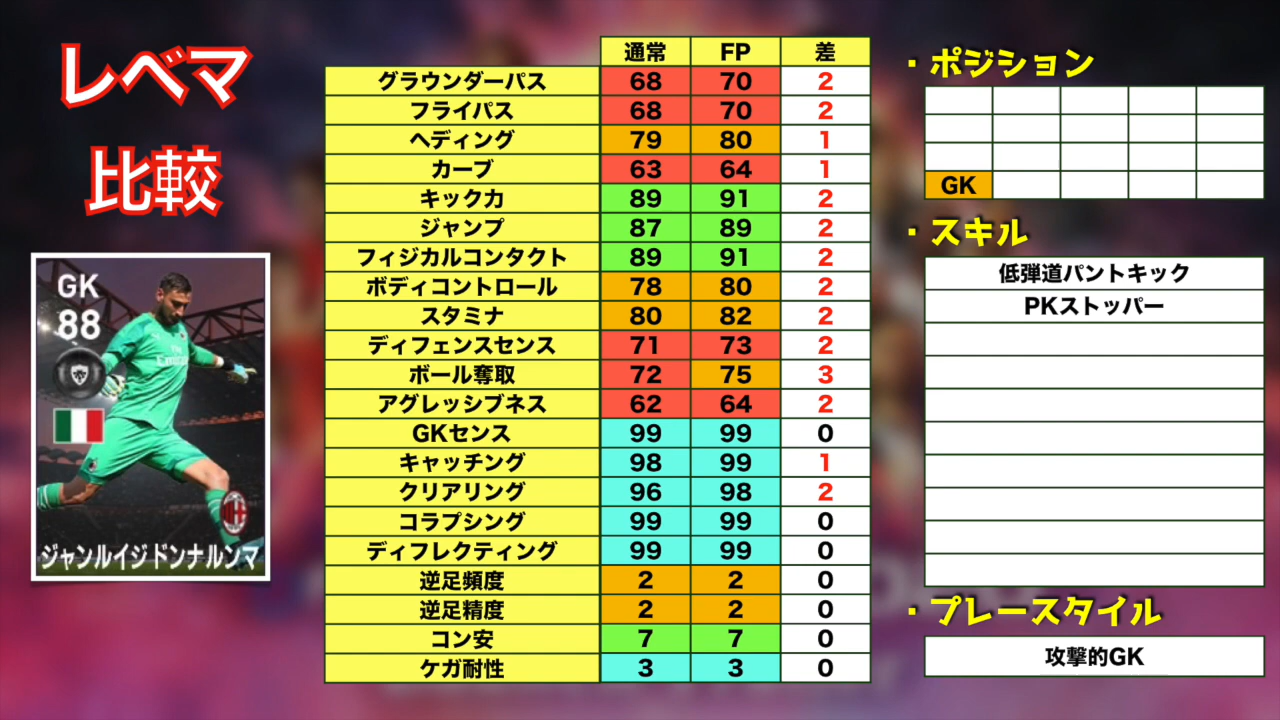 レベマ
比較
GK
88
Fly
Emirates
ジャンルイジ ドンナルンマ
通常 FP 差
グラウンダーパス 68 70 2
フライパス 68 70 2
ヘディング 79 80 1
カーブ 63 64 1
キック力 89 91 2
ジャンプ 87 89 2
フィジカルコンタクト 89 91 2
ボディコントロール 78 80 2
スタミナ 80 82 2
ディフェンスセンス 71 73 2
ボール奪取 72 75 3
アグレッシブネス 62 64 2
GKセンス 99 99 0
キャッチング 98 99 1
クリアリング 96 98 2
コラプシング 99 99 0
ディフレクティング 99 99 0
逆足頻度 2 2 0
逆足精度 2 2 0
コン安 7 7 0
ケガ耐性 3 3 0
・ポジション
GK
・スキル
低弾道パントキック
PKストッパー
・プレースタイル
攻撃的GK